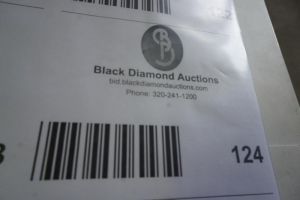 Black Diamond Auctions
bid.blackdiamondauctions.com
Phone: 320-241-1200
124